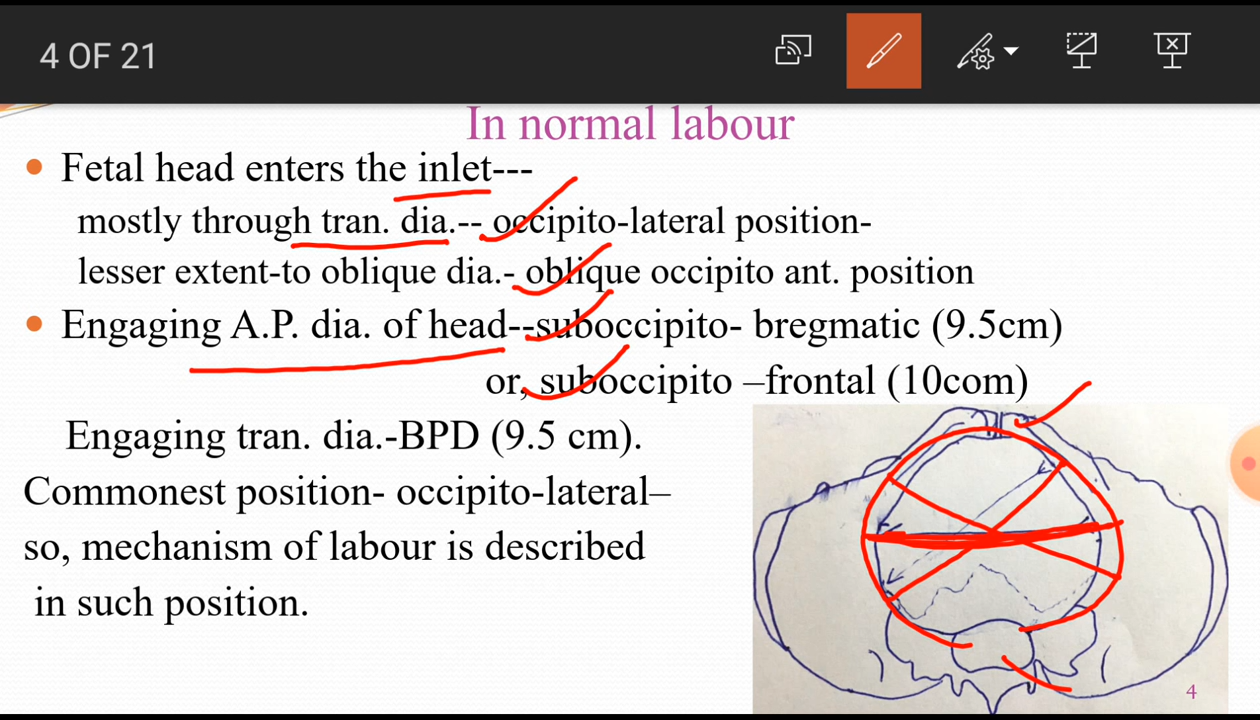 4 OF 21
In normal labour
Fetal head enters the inlet---
mostly through tran. dia.-- occipito-lateral position-
lesser extent-to oblique dia.- oblique occipito ant. position
Engaging A.P. dia. of head--suboccipito- bregmatic (9.5cm)
or, suboccipito –frontal (10com)
Engaging tran. dia.-BPD (9.5 cm).
Commonest position- occipito-lateral–
so, mechanism of labour is described
in such position.
4